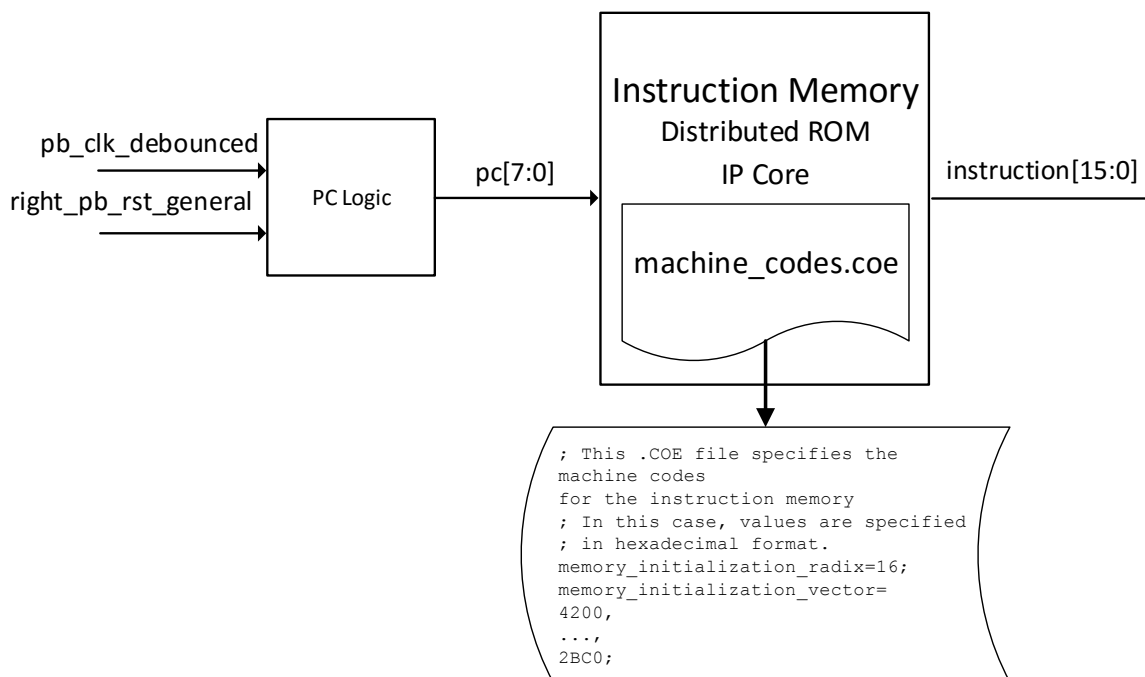 pb_clk_debounced
right_pb_rst_general
PC Logic
pc[7:0]
Instruction Memory
Distributed ROM
IP Core
machine_codes.coe
instruction[15:0]
; This .COE file specifies the
machine codes
for the instruction memory
; In this case, values are specified
; in hexadecimal format.
memory_initialization_radix=16;
memory_initialization_vector=
4200,
...,
2BC0;